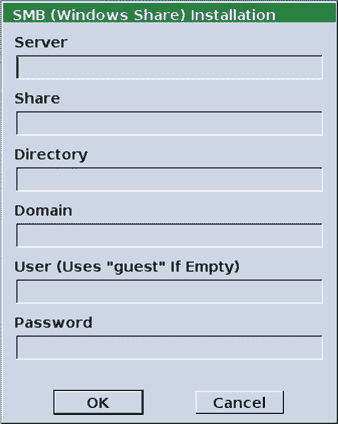 SMB (Windows Share) Installation
Server
Share
Directory
Domain
User (Uses "guest" If Empty)
Password
OK Cancel